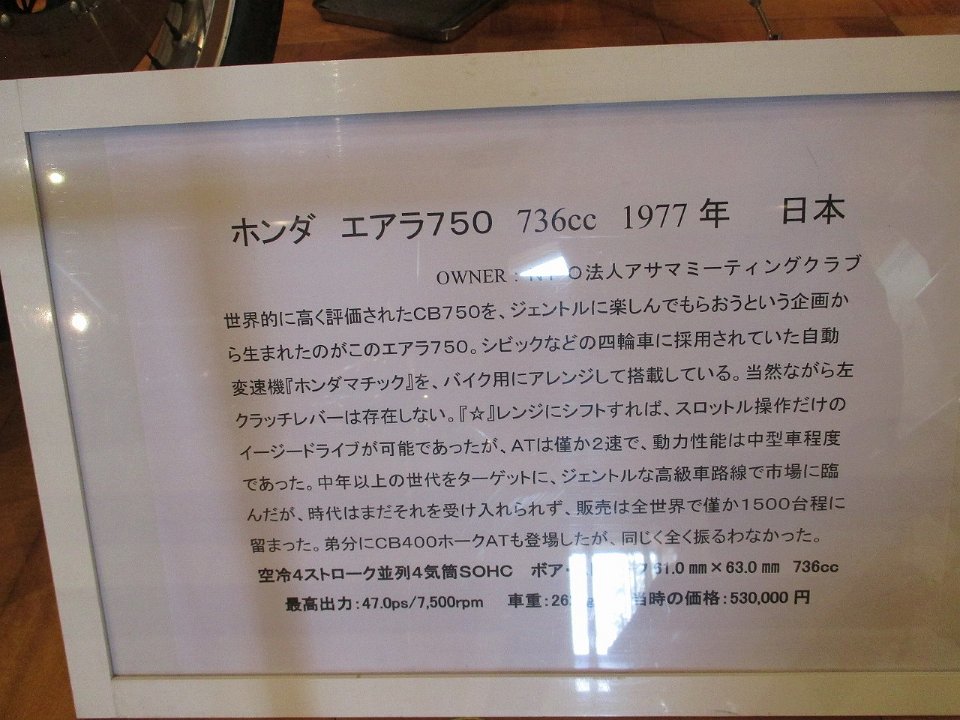 ホンダ　エアラ750　736cc　1977年　日本
OWNER：NPO法人アサマミーティングクラブ
世界的に高く評価されたCB750を、ジェントルに楽しんでもらおうという企画か
ら生まれたのがこのエアラ750。シビックなどの四輪車に採用されていた自動
変速機『ホンダマチック』を、バイク用にアレンジして搭載している。当然ながら左
クラッチレバーは存在しない。『☆』レンジにシフトすれば、スロットル操作だけの
イージードライブが可能であったが、ATは僅か2速で、動力性能は中型車程度
であった。中年以上の世代をターゲットに、ジェントルな高級車路線で市場に臨
んだが、時代はまだそれを受け入れられず、販売は全世界で僅か1500台程に
留まった。弟分にCB400ホークATも登場したが、同じく全く振るわなかった。
空冷4ストローク並列4気筒SOHC　ボア・ 61.0㎜×63.0㎜　736cc
最高出力：47.0ps/7,500rpm　車重： 当時の価格：530,000円